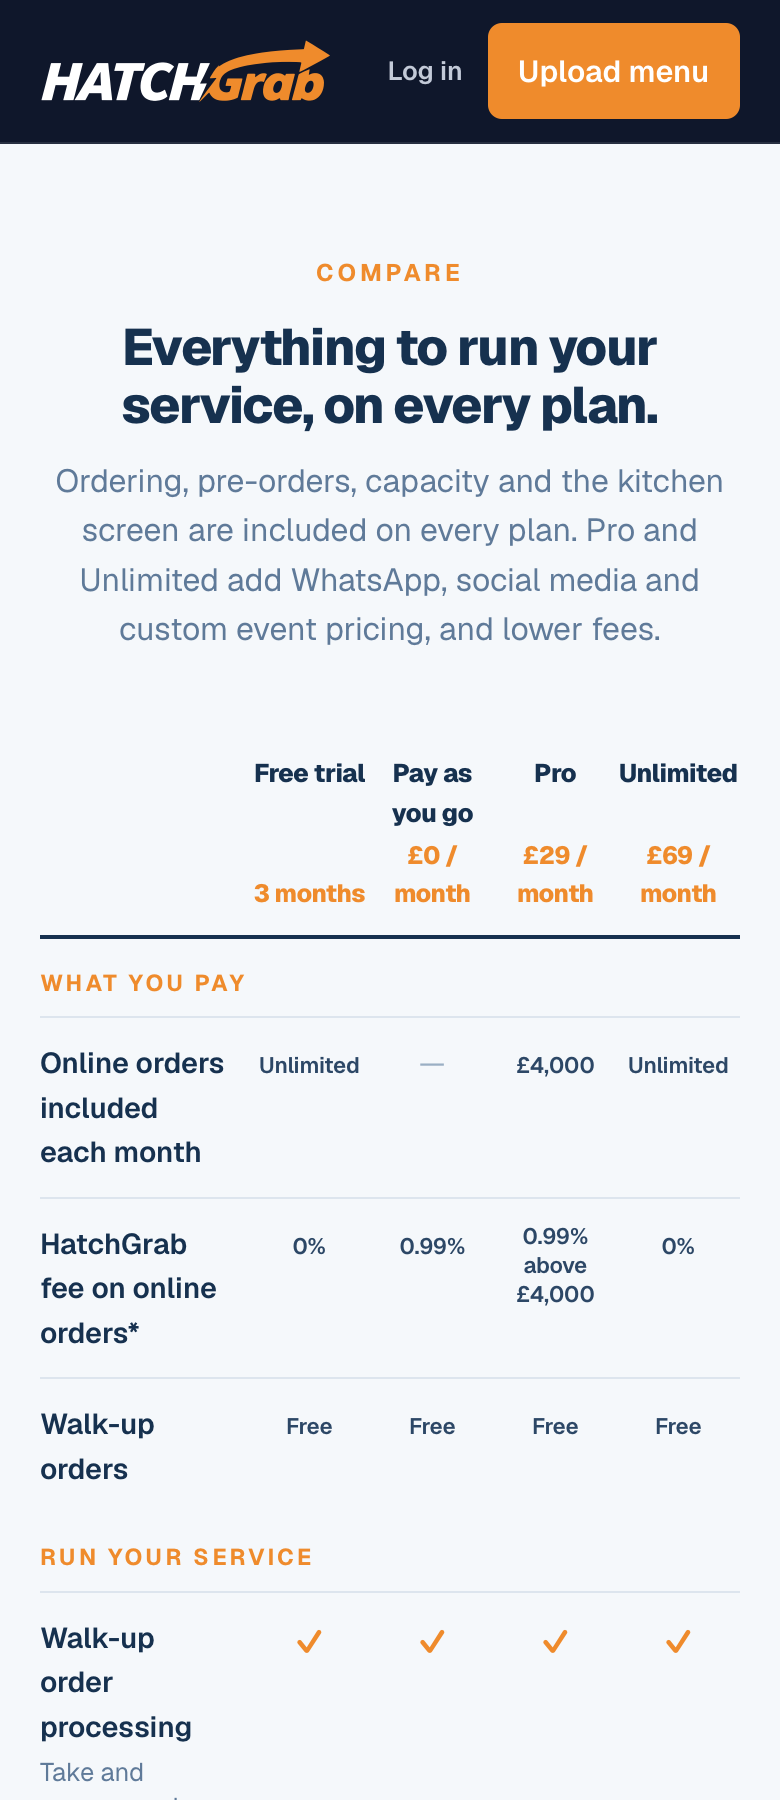 HATCHGrab
Log in
Upload menu
COMPARE
Everything to run your
service, on every plan.
Ordering, pre-orders, capacity and the kitchen
screen are included on every plan. Pro and
Unlimited add WhatsApp, social media and
custom event pricing, and lower fees.
Free trial Pay as Pro Unlimited
you go
£0 / £29 / £69 /
3 months month month month
WHAT YOU PAY
Online orders Unlimited — £4,000 Unlimited
included
each month
HatchGrab 0% 0.99% 0.99% 0%
fee on online above
orders* £4,000
Walk-up Free Free Free Free
orders
RUN YOUR SERVICE
Walk-up ✓ ✓ ✓ ✓
order
processing
Take and